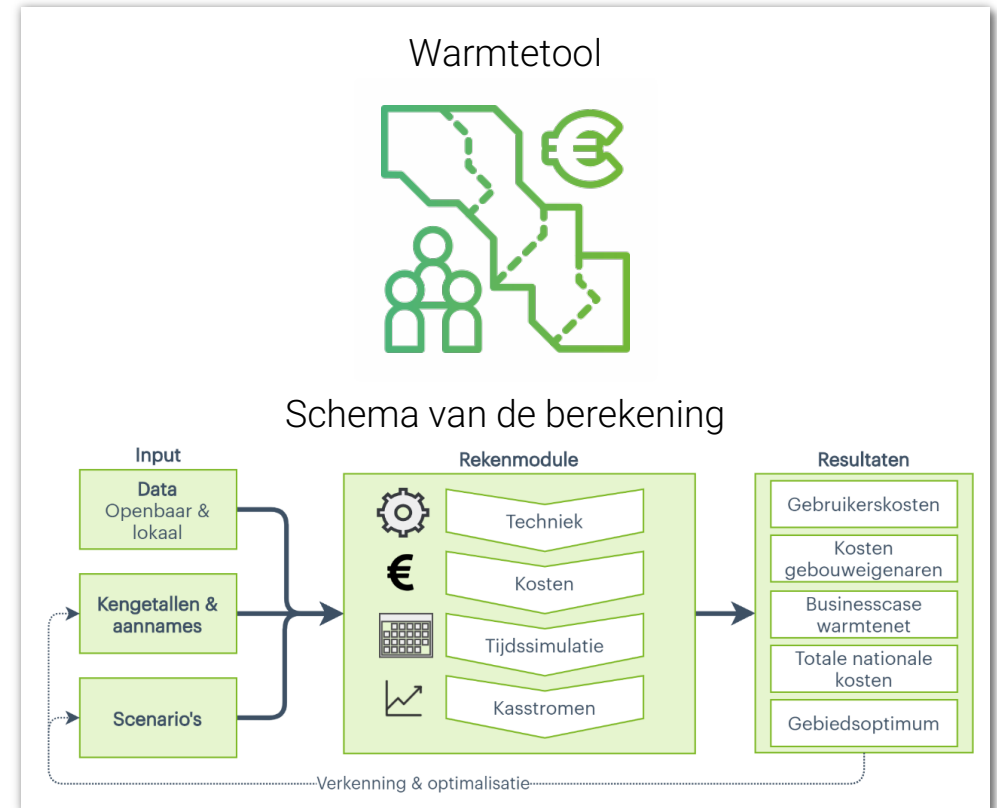 Warmtetool
Schema van de berekening
Input
Data
Openbaar &
lokaal
Kengetallen &
aannames
Scenario's
Rekenmodule
Techniek
€
Kosten
Tijdssimulatie
Kasstromen
Resultaten
Gebruikerskosten
Kosten
gebouweigenaren
Businesscase
warmtenet
Totale nationale
kosten
Gebiedsoptimum
Verkenning & optimalisatie